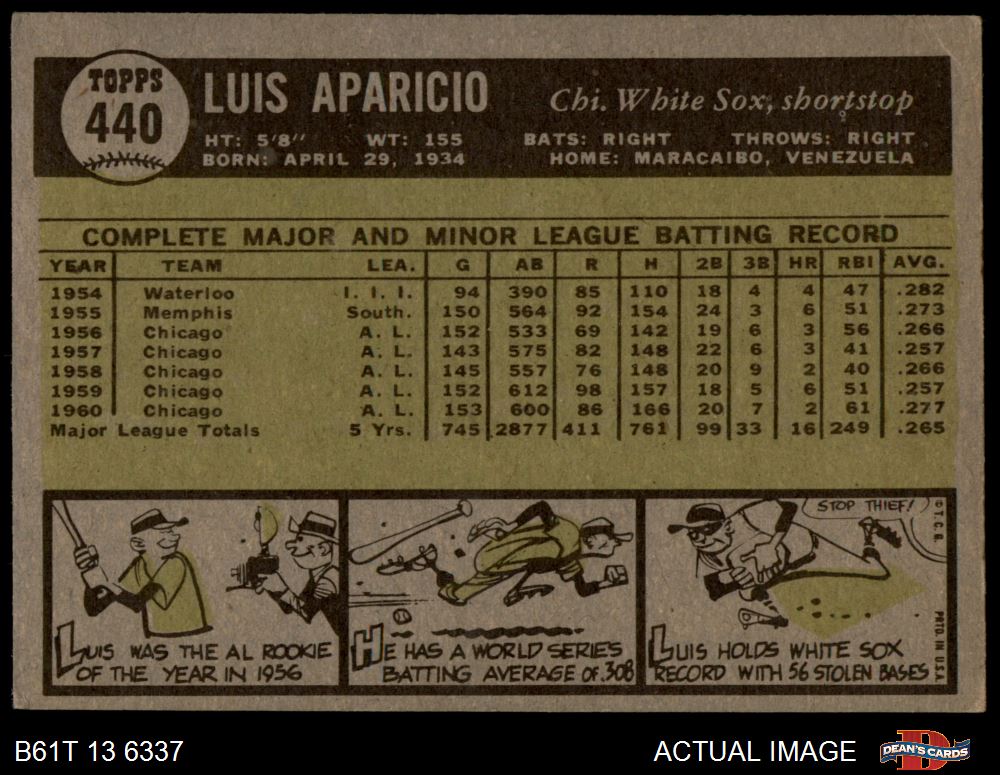 TOPPS
440
LUIS APARICIO
Chi. White Sox, shortstop
HT: 5'8" WT: 155 BATS: RIGHT THROWS: RIGHT
BORN: APRIL 29, 1934 HOME: MARACAIBO, VENEZUELA
COMPLETE MAJOR AND MINOR LEAGUE BATTING RECORD
YEAR TEAM LEA. G AB R H 2B 3B HR RBI AVG.
1954 Waterloo I. I. I. 94 390 85 110 18 4 4 47 .282
1955 Memphis South. 150 564 92 154 24 3 6 51 .273
1956 Chicago A. L. 152 533 69 142 19 6 3 56 .266
1957 Chicago A. L. 143 575 82 148 22 6 3 41 .257
1958 Chicago A. L. 145 557 76 148 20 9 2 40 .266
1959 Chicago A. L. 152 612 98 157 18 5 6 51 .257
1960 Chicago A. L. 153 600 86 166 20 7 2 61 .277
Major League Totals 5 Yrs. 745 2877 411 761 99 33 16 249 .265
LUIS WAS THE AL ROOKIE
OF THE YEAR IN 1956
HE HAS A WORLD SERIES
BATTING AVERAGE OF .308
STOP THIEF!
LUIS HOLDS WHITE SOX
RECORD WITH 56 STOLEN BASES
© T. C. G.
PRTD. IN U.S.A.
B61T 13 6337
ACTUAL IMAGE
DEAN'S CARDS